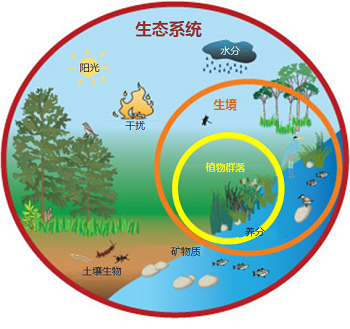 生态系统
水分
阳光
干扰
生境
植物群落
养分
矿物质
土壤生物